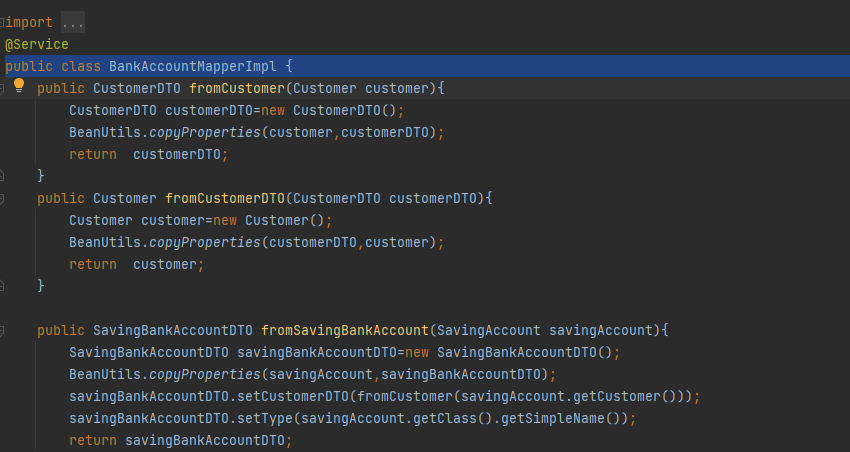 import ...
@Service
public class BankAccountMapperImpl {
public CustomerDTO fromCustomer(Customer customer){
CustomerDTO customerDTO=new CustomerDTO();
BeanUtils.copyProperties(customer,customerDTO);
return  customerDTO;
}
public Customer fromCustomerDTO(CustomerDTO customerDTO){
Customer customer=new Customer();
BeanUtils.copyProperties(customerDTO,customer);
return  customer;
}
public SavingBankAccountDTO fromSavingBankAccount(SavingAccount savingAccount){
SavingBankAccountDTO savingBankAccountDTO=new SavingBankAccountDTO();
BeanUtils.copyProperties(savingAccount,savingBankAccountDTO);
savingBankAccountDTO.setCustomerDTO(fromCustomer(savingAccount.getCustomer()));
savingBankAccountDTO.setType(savingAccount.getClass().getSimpleName());
return savingBankAccountDTO;